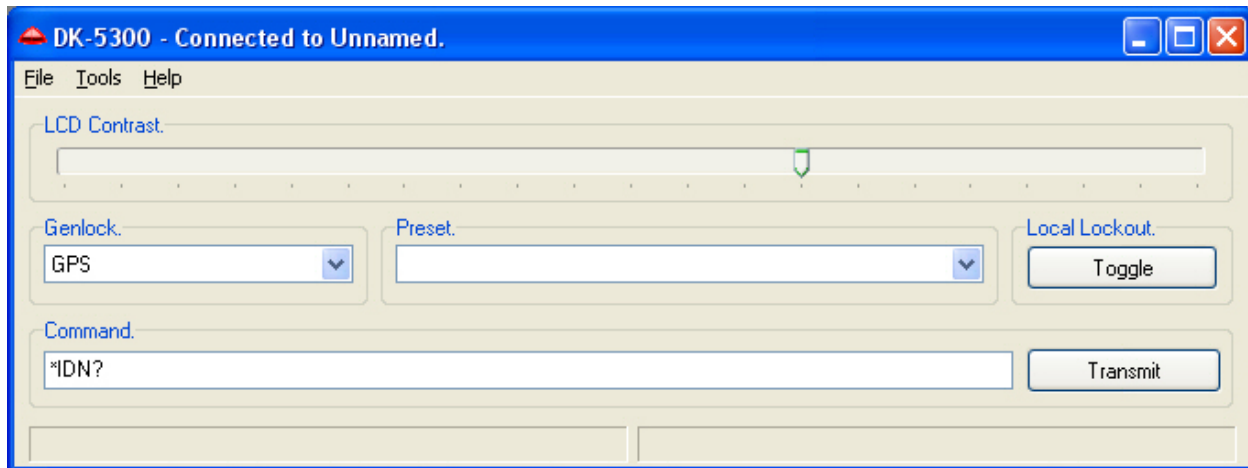 DK-5300 - Connected to Unnamed.
File Tools Help
LCD Contrast.
Genlock. Preset. Local Lockout.
GPS Toggle
Command.
*IDN? Transmit